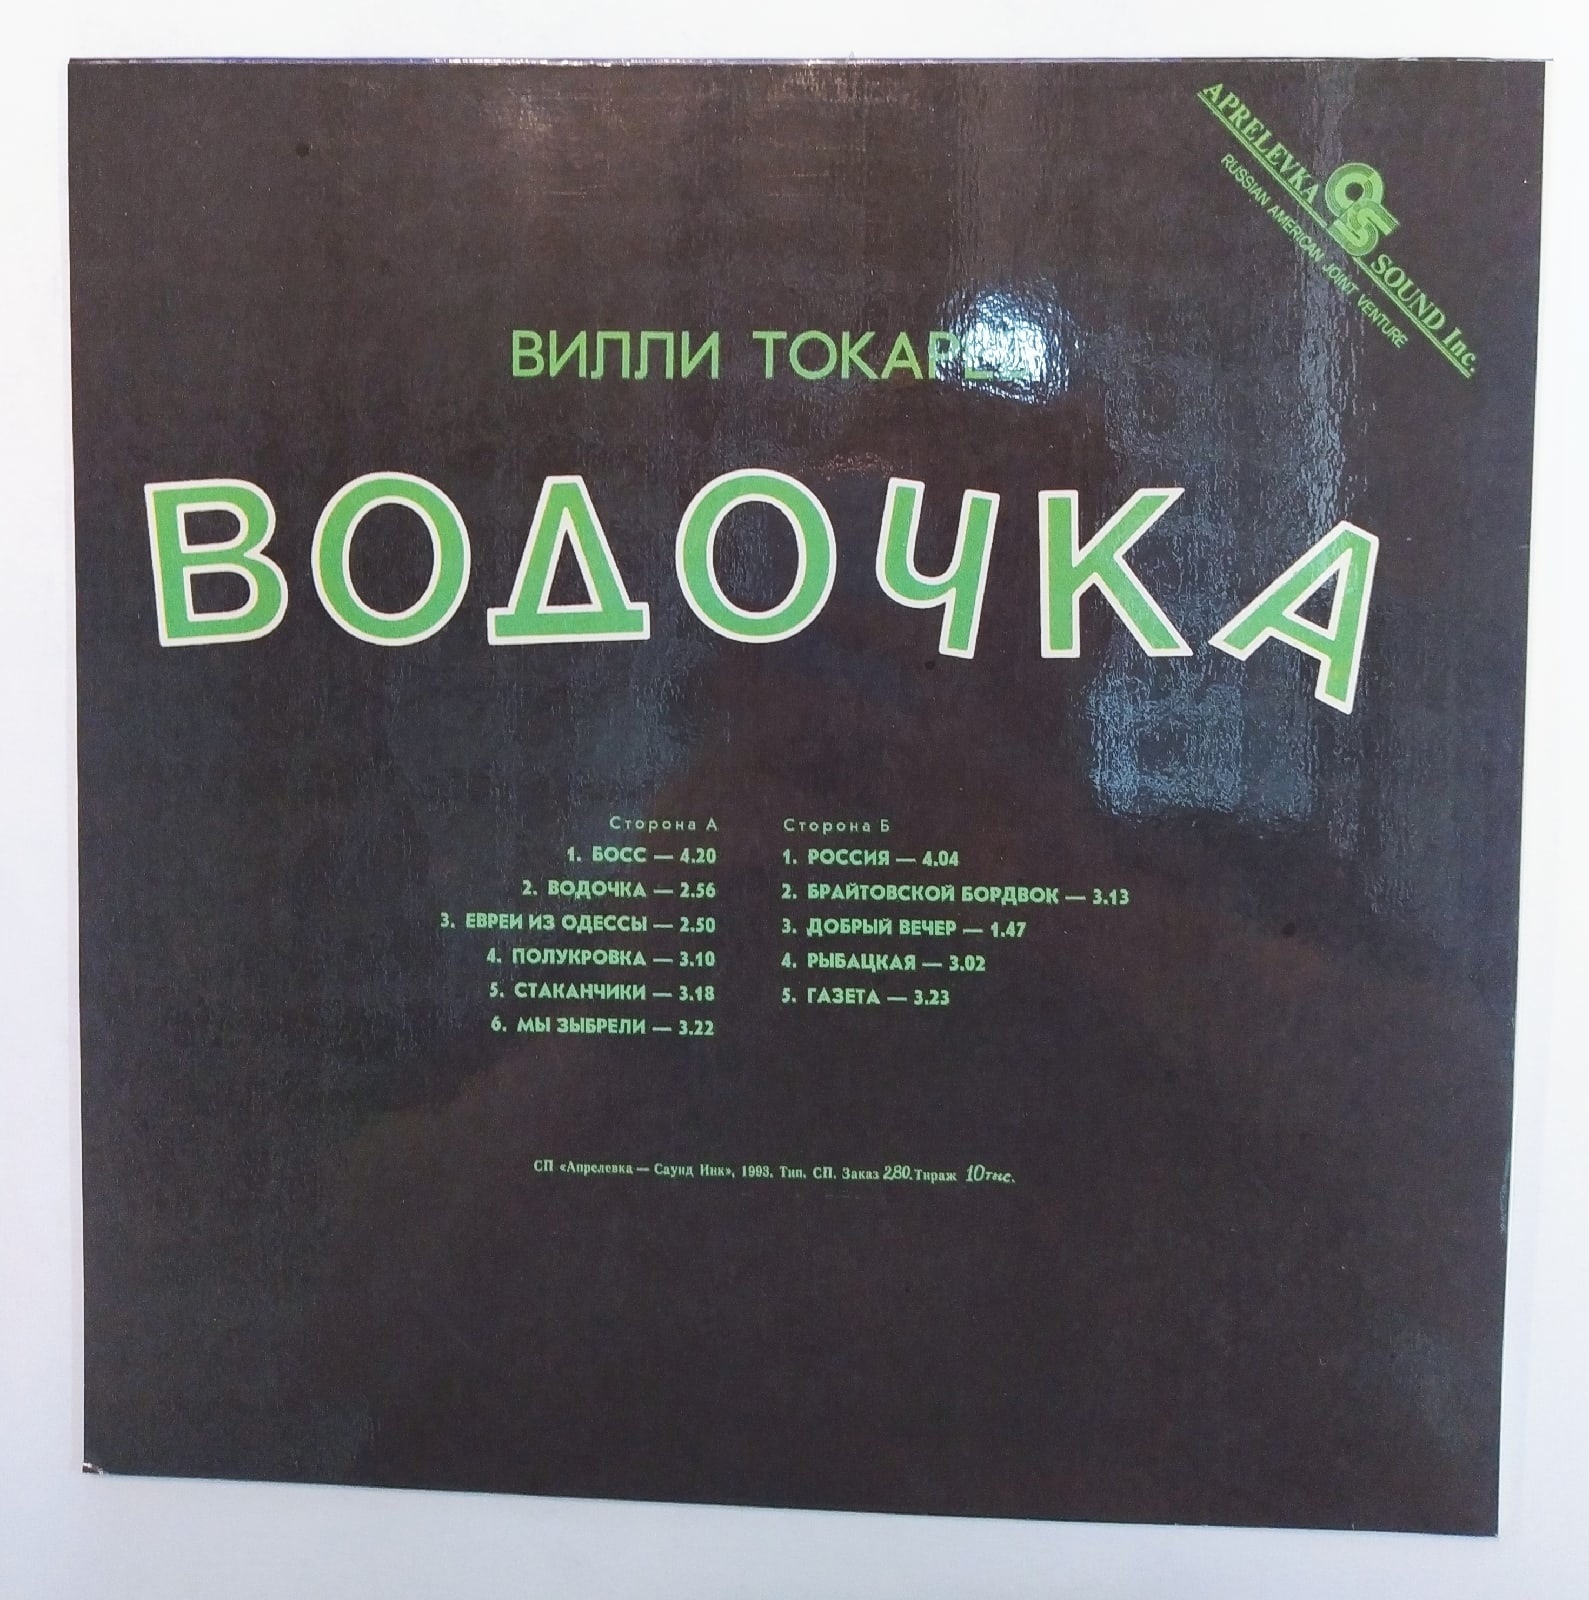 APRELEVKA SOUND Inc.
RUSSIAN AMERICAN JOINT VENTURE
ВИЛЛИ ТОКАРЕВ
ВОДОЧКА
Сторона А
1. БОСС — 4.20
2. ВОДОЧКА — 2.56
3. ЕВРЕИ ИЗ ОДЕССЫ — 2.50
4. ПОЛУКРОВКА — 3.10
5. СТАКАНЧИКИ — 3.18
6. МЫ ЗЫБРЕЛИ — 3.22
Сторона Б
1. РОССИЯ — 4.04
2. БРАЙТОВСКОЙ БОРДВОК — 3.13
3. ДОБРЫЙ ВЕЧЕР — 1.47
4. РЫБАЦКАЯ — 3.02
5. ГАЗЕТА — 3.23
СП «Апрелевка — Саунд Инк», 1993. Тип. СП. Заказ 280. Тираж 10 тыс.